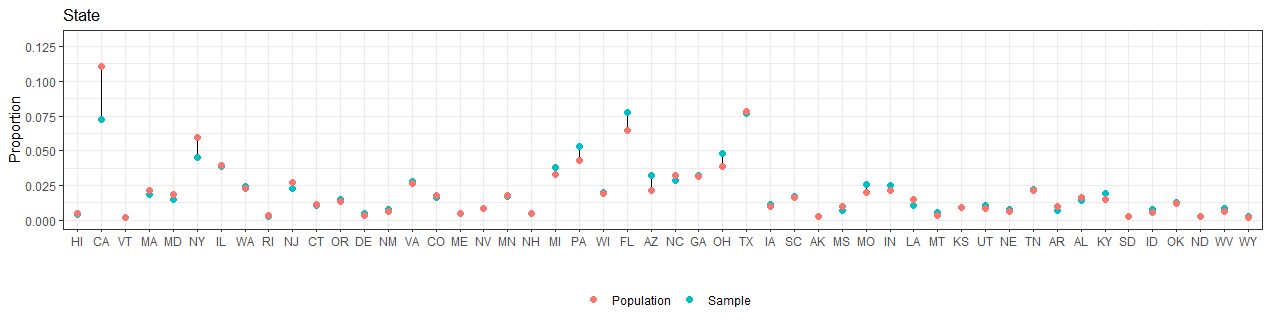 State
0.125
0.100
0.075
0.050
0.025
0.000
Proportion
HI CA VT MA MD NY IL WA RI NJ CT OR DE NM VA CO ME NV MN NH MI PA WI FL AZ NC GA OH TX IA SC AK MS MO IN LA MT KS UT NE TN AR AL KY SD ID OK ND WV WY
Population Sample